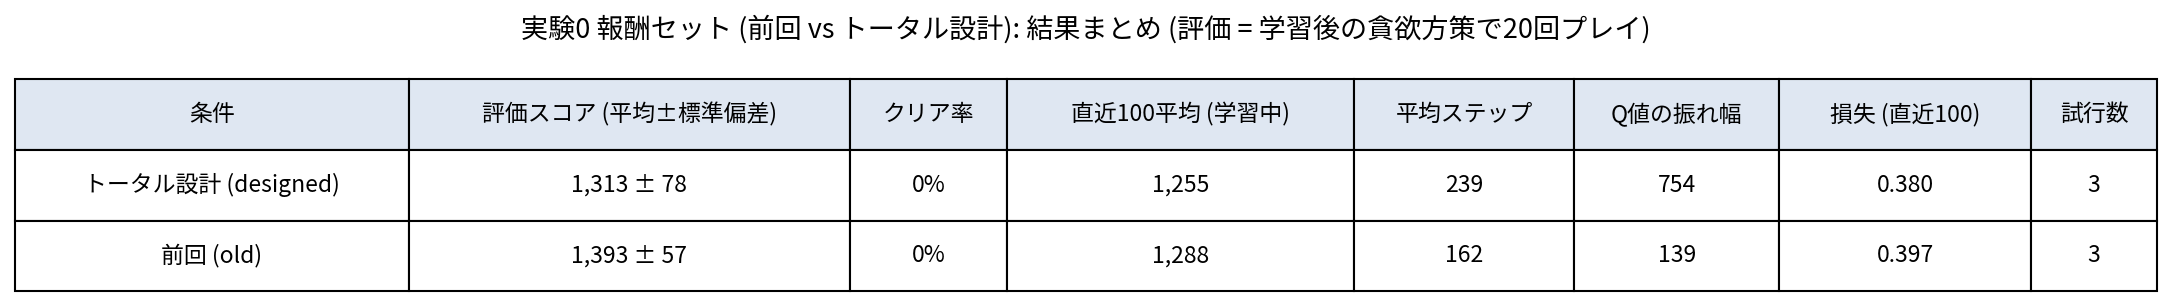 実験0 報酬セット (前回 vs トータル設計): 結果まとめ (評価 = 学習後の貪欲方策で20回プレイ)
条件 評価スコア (平均±標準偏差) クリア率 直近100平均 (学習中) 平均ステップ Q値の振れ幅 損失 (直近100) 試行数
トータル設計 (designed) 1,313 ± 78 0% 1,255 239 754 0.380 3
前回 (old) 1,393 ± 57 0% 1,288 162 139 0.397 3